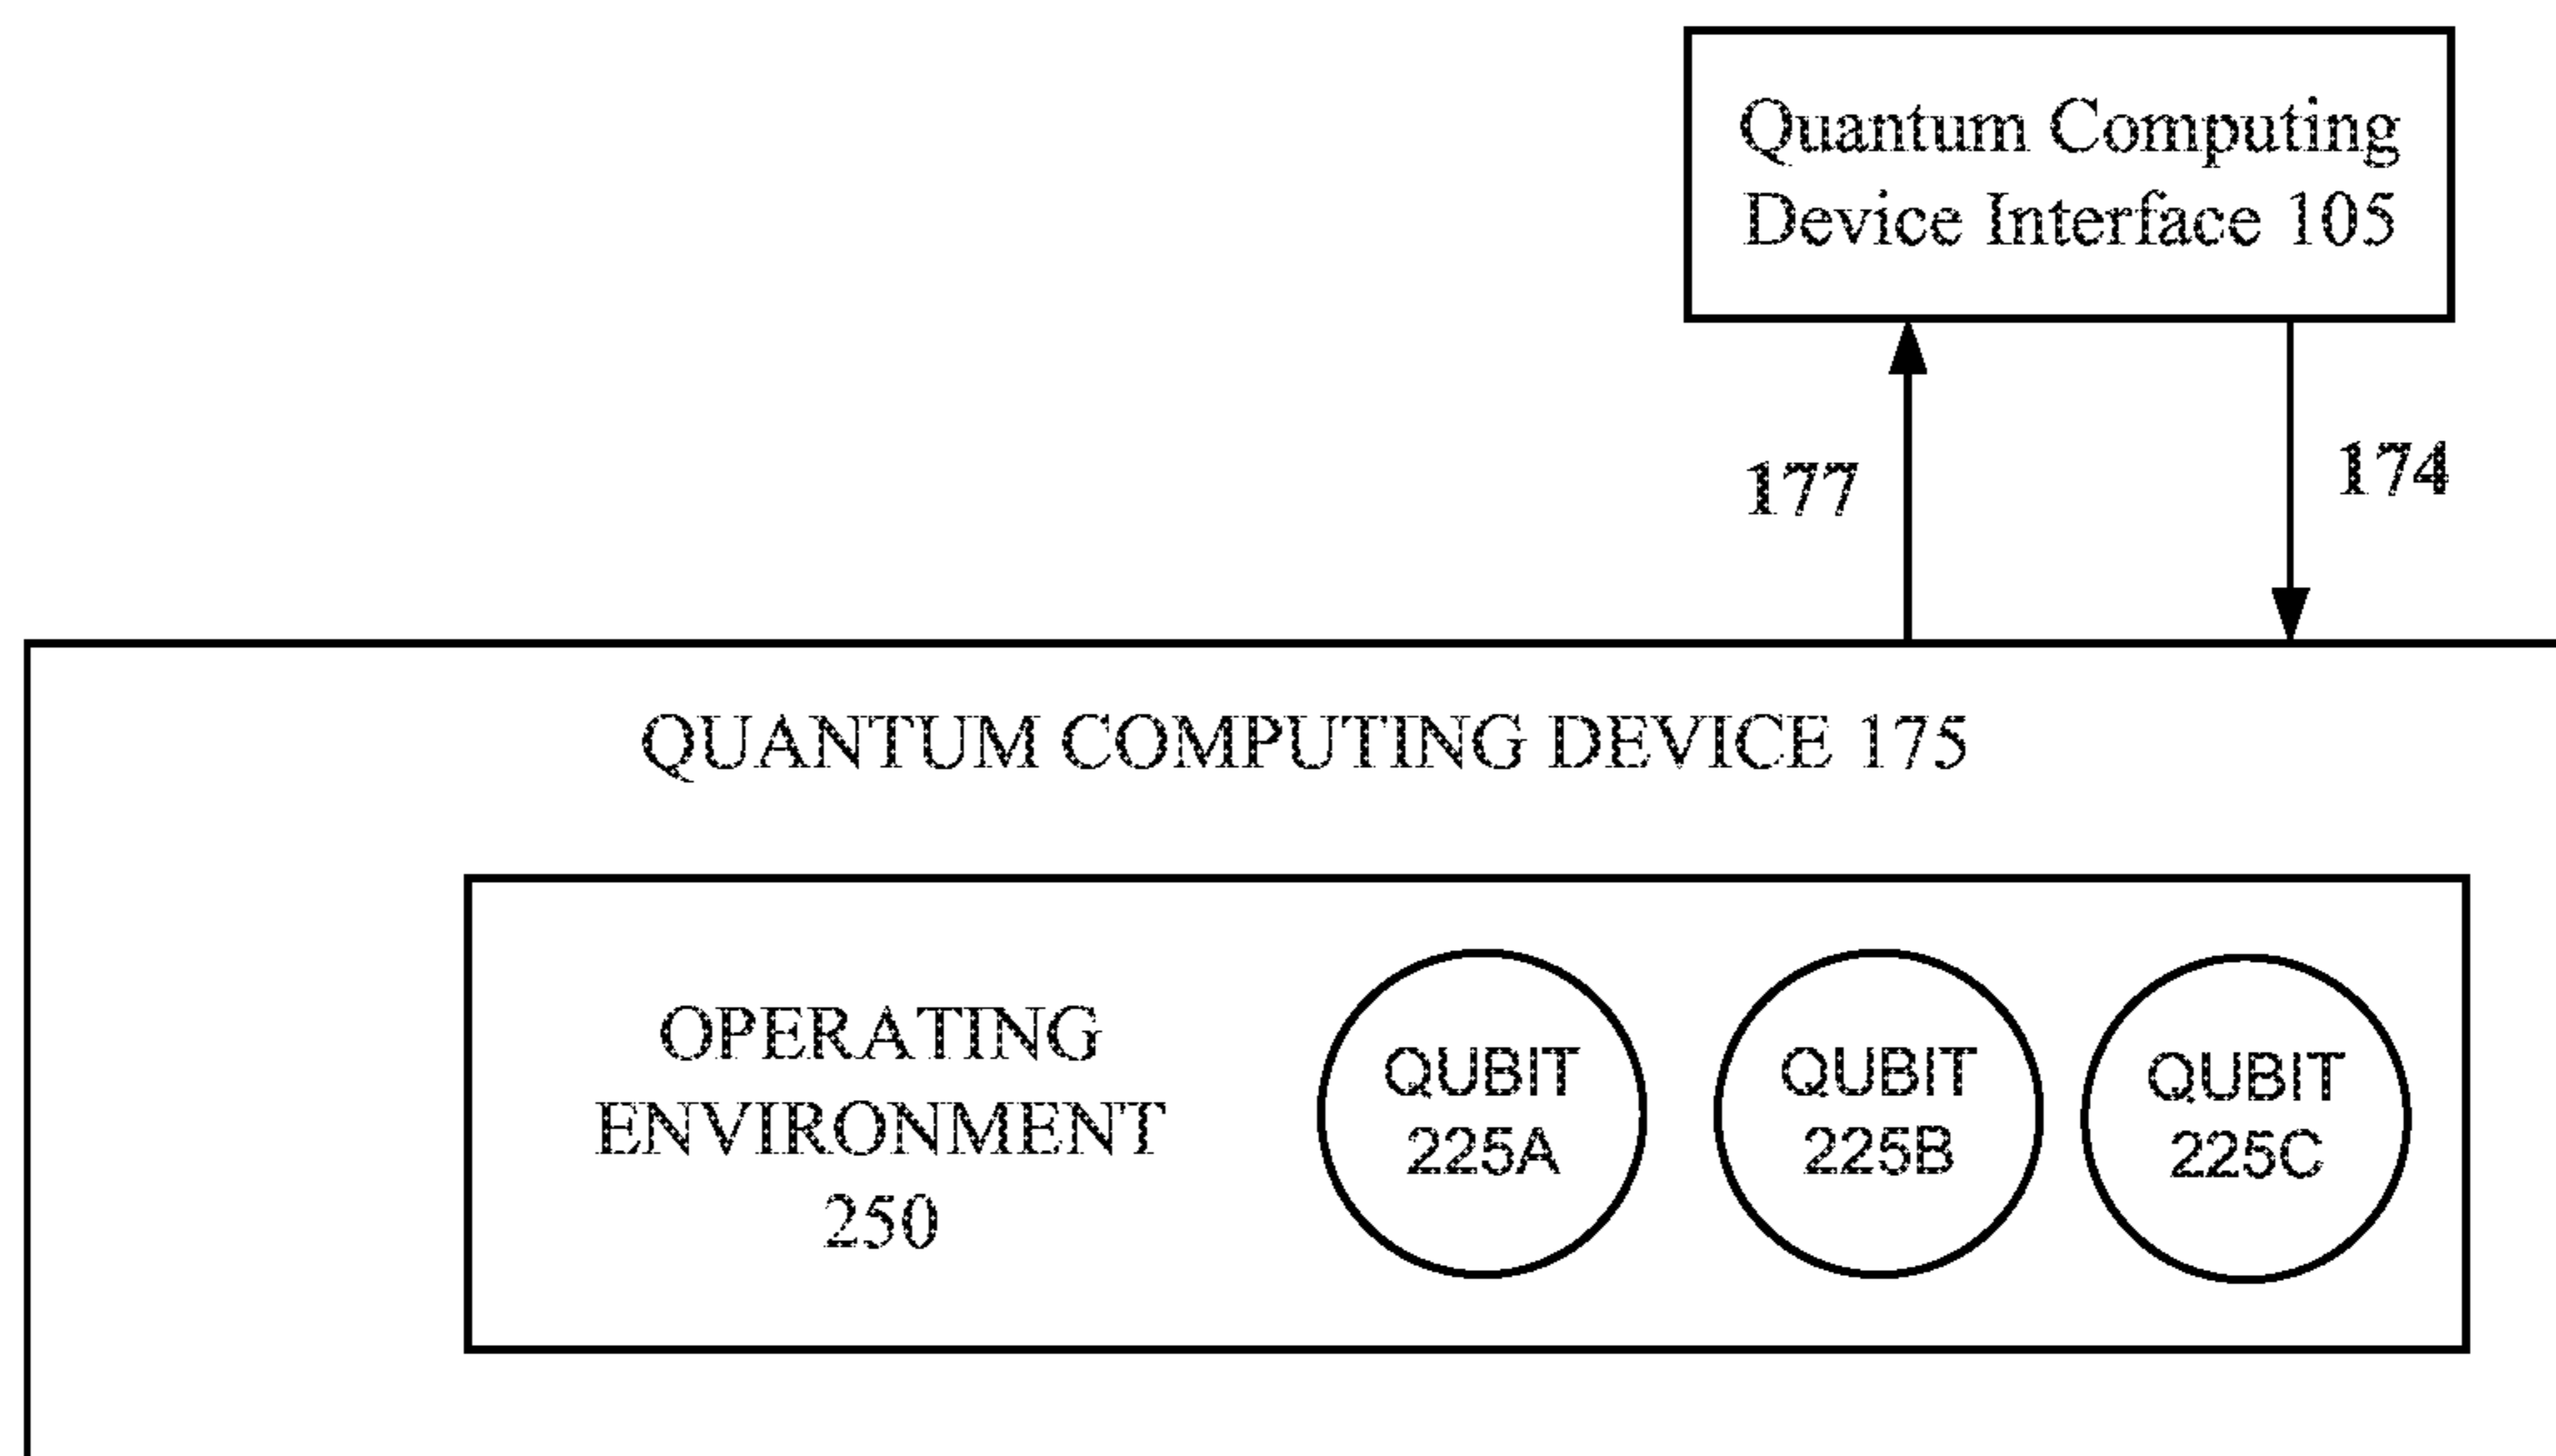 Quantum Computing
Device Interface 105
177
174
QUANTUM COMPUTING DEVICE 175
OPERATING
ENVIRONMENT
250
QUBIT
225A
QUBIT
225B
QUBIT
225C